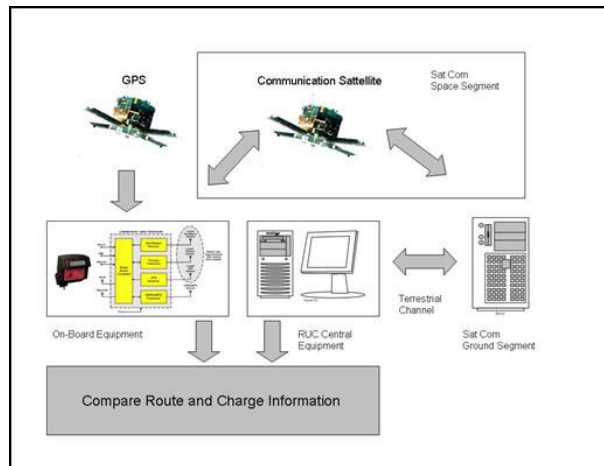 GPS
Communication Sattellite
Sat Com
Space Segment
On-Board Equipment
RUC Central
Equipment
Terrestrial
Channel
Sat Com
Ground Segment
Compare Route and Charge Information